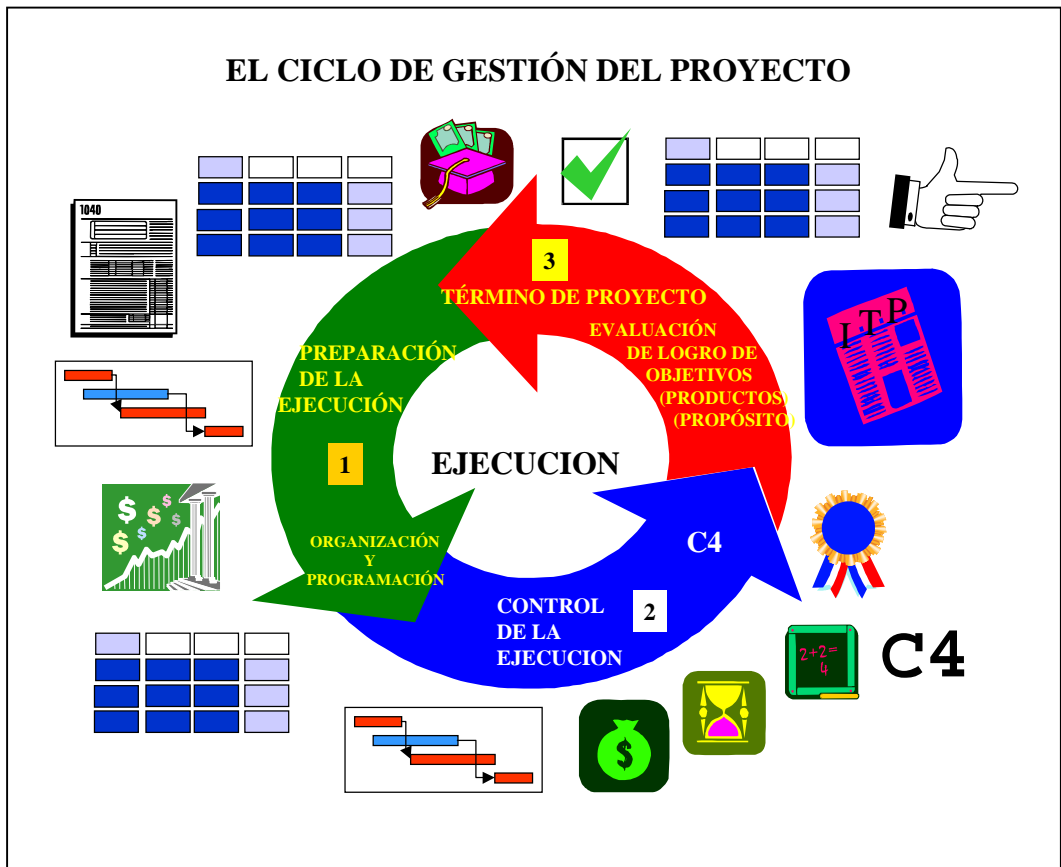 EL CICLO DE GESTIÓN DEL PROYECTO
1040
3
TÉRMINO DE PROYECTO
EVALUACIÓN
DE LOGRO DE
OBJETIVOS
(PRODUCTOS)
(PROPÓSITO)
I T P
PREPARACIÓN
DE LA
EJECUCIÓN
1
EJECUCION
ORGANIZACIÓN
Y
PROGRAMACIÓN
C4
CONTROL
DE LA
EJECUCION
2
$ $ $ $ $ $
2+2=
4
C4
$